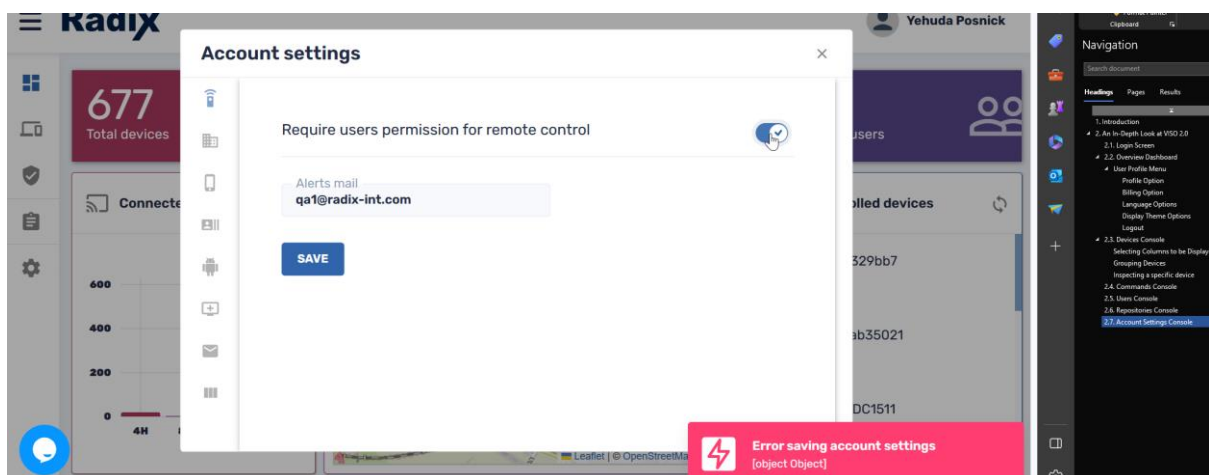 Radix
Yehuda Posnick
Account settings
677
Total devices
users
Require users permission for remote control
Alerts mail
qa1@radix-int.com
SAVE
Connecte
olled devices
329bb7
ab35021
DC1511
600
400
200
0
4H
Leaflet | © OpenStreetMa
Error saving account settings
[object Object]
Format Painter
Clipboard
Navigation
Search document
Headings Pages Results
1. Introduction
2. An In-Depth Look at VISO 2.0
2.1. Login Screen
2.2. Overview Dashboard
User Profile Menu
Profile Option
Billing Option
Language Options
Display Theme Options
Logout
2.3. Devices Console
Selecting Columns to be Display
Grouping Devices
Inspecting a specific device
2.4. Commands Console
2.5. Users Console
2.6. Repositories Console
2.7. Account Settings Console